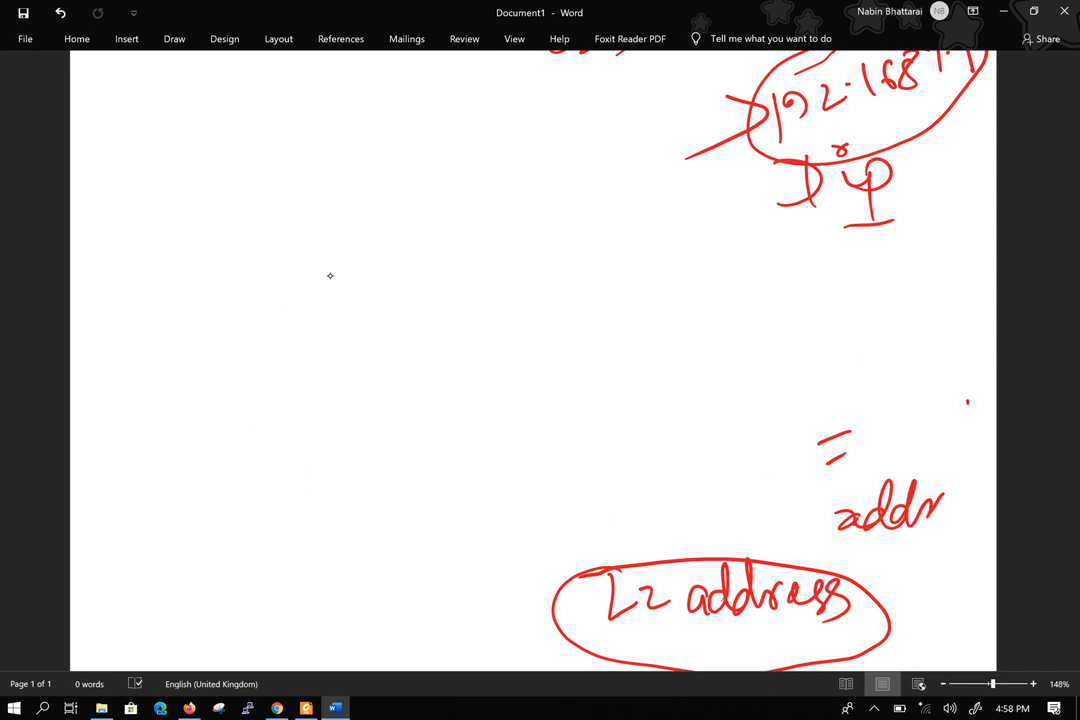 Document1 - Word
Nabin Bhattarai
NB
File Home Insert Draw Design Layout References Mailings Review View Help Foxit Reader PDF Tell me what you want to do Share
192.168.1.1
addr
L2 address
Page 1 of 1 0 words English (United Kingdom) 148%
4:58 PM